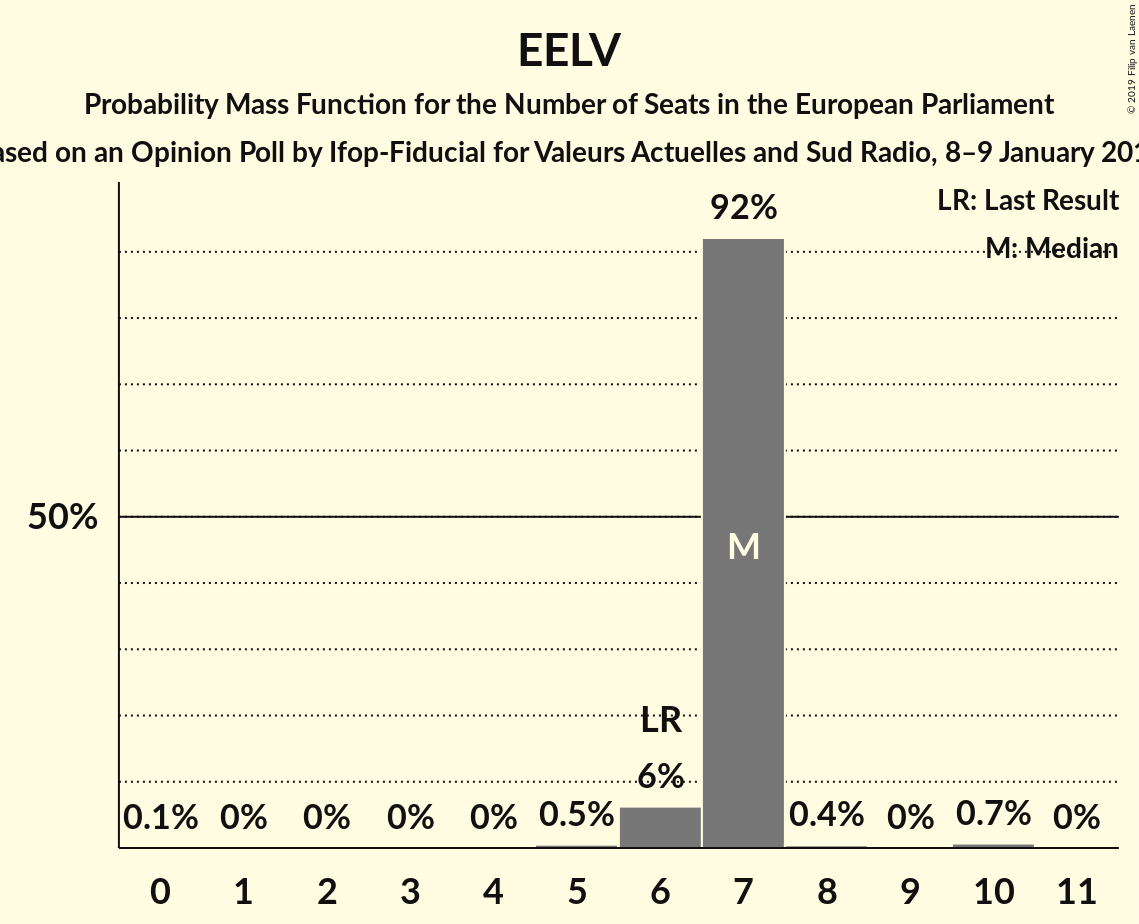 EELV
Probability Mass Function for the Number of Seats in the European Parliament
ased on an Opinion Poll by Ifop-Fiducial for Valeurs Actuelles and Sud Radio, 8–9 January 201
© 2019 Filip van Laenen
LR: Last Result
M: Median
92%
50%
M
LR
6%
0.1% 0% 0% 0% 0% 0.5% 0.4% 0% 0.7% 0%
0 1 2 3 4 5 6 7 8 9 10 11